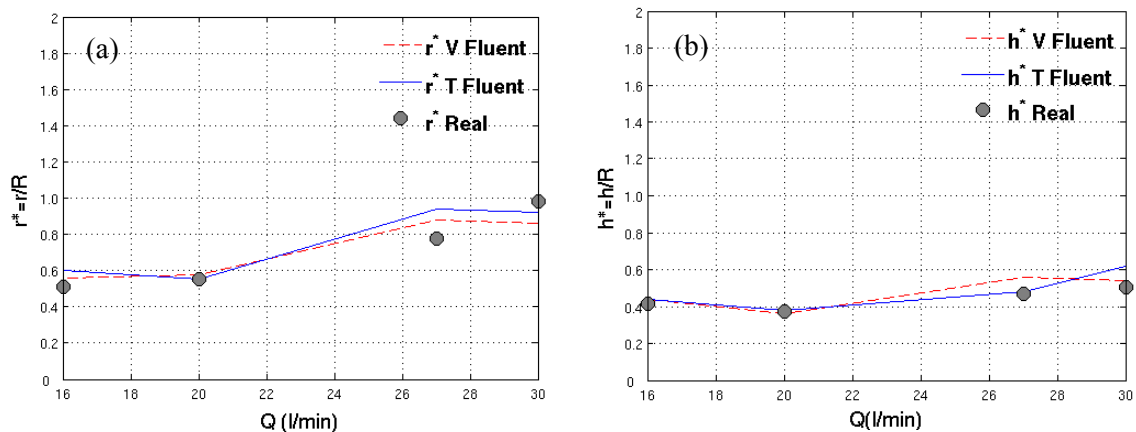 (a)
r* V Fluent
r* T Fluent
r* Real
2
1.8
1.6
1.4
1.2
1.0
0.8
0.6
0.4
0.2
0
r*=r/R
16 18 20 22 24 26 28 30
Q (l/min)
(b)
h* V Fluent
h* T Fluent
h* Real
2
1.8
1.6
1.4
1.2
1.0
0.8
0.6
0.4
0.2
0
h*=h/R
16 18 20 22 24 26 28 30
Q(l/min)